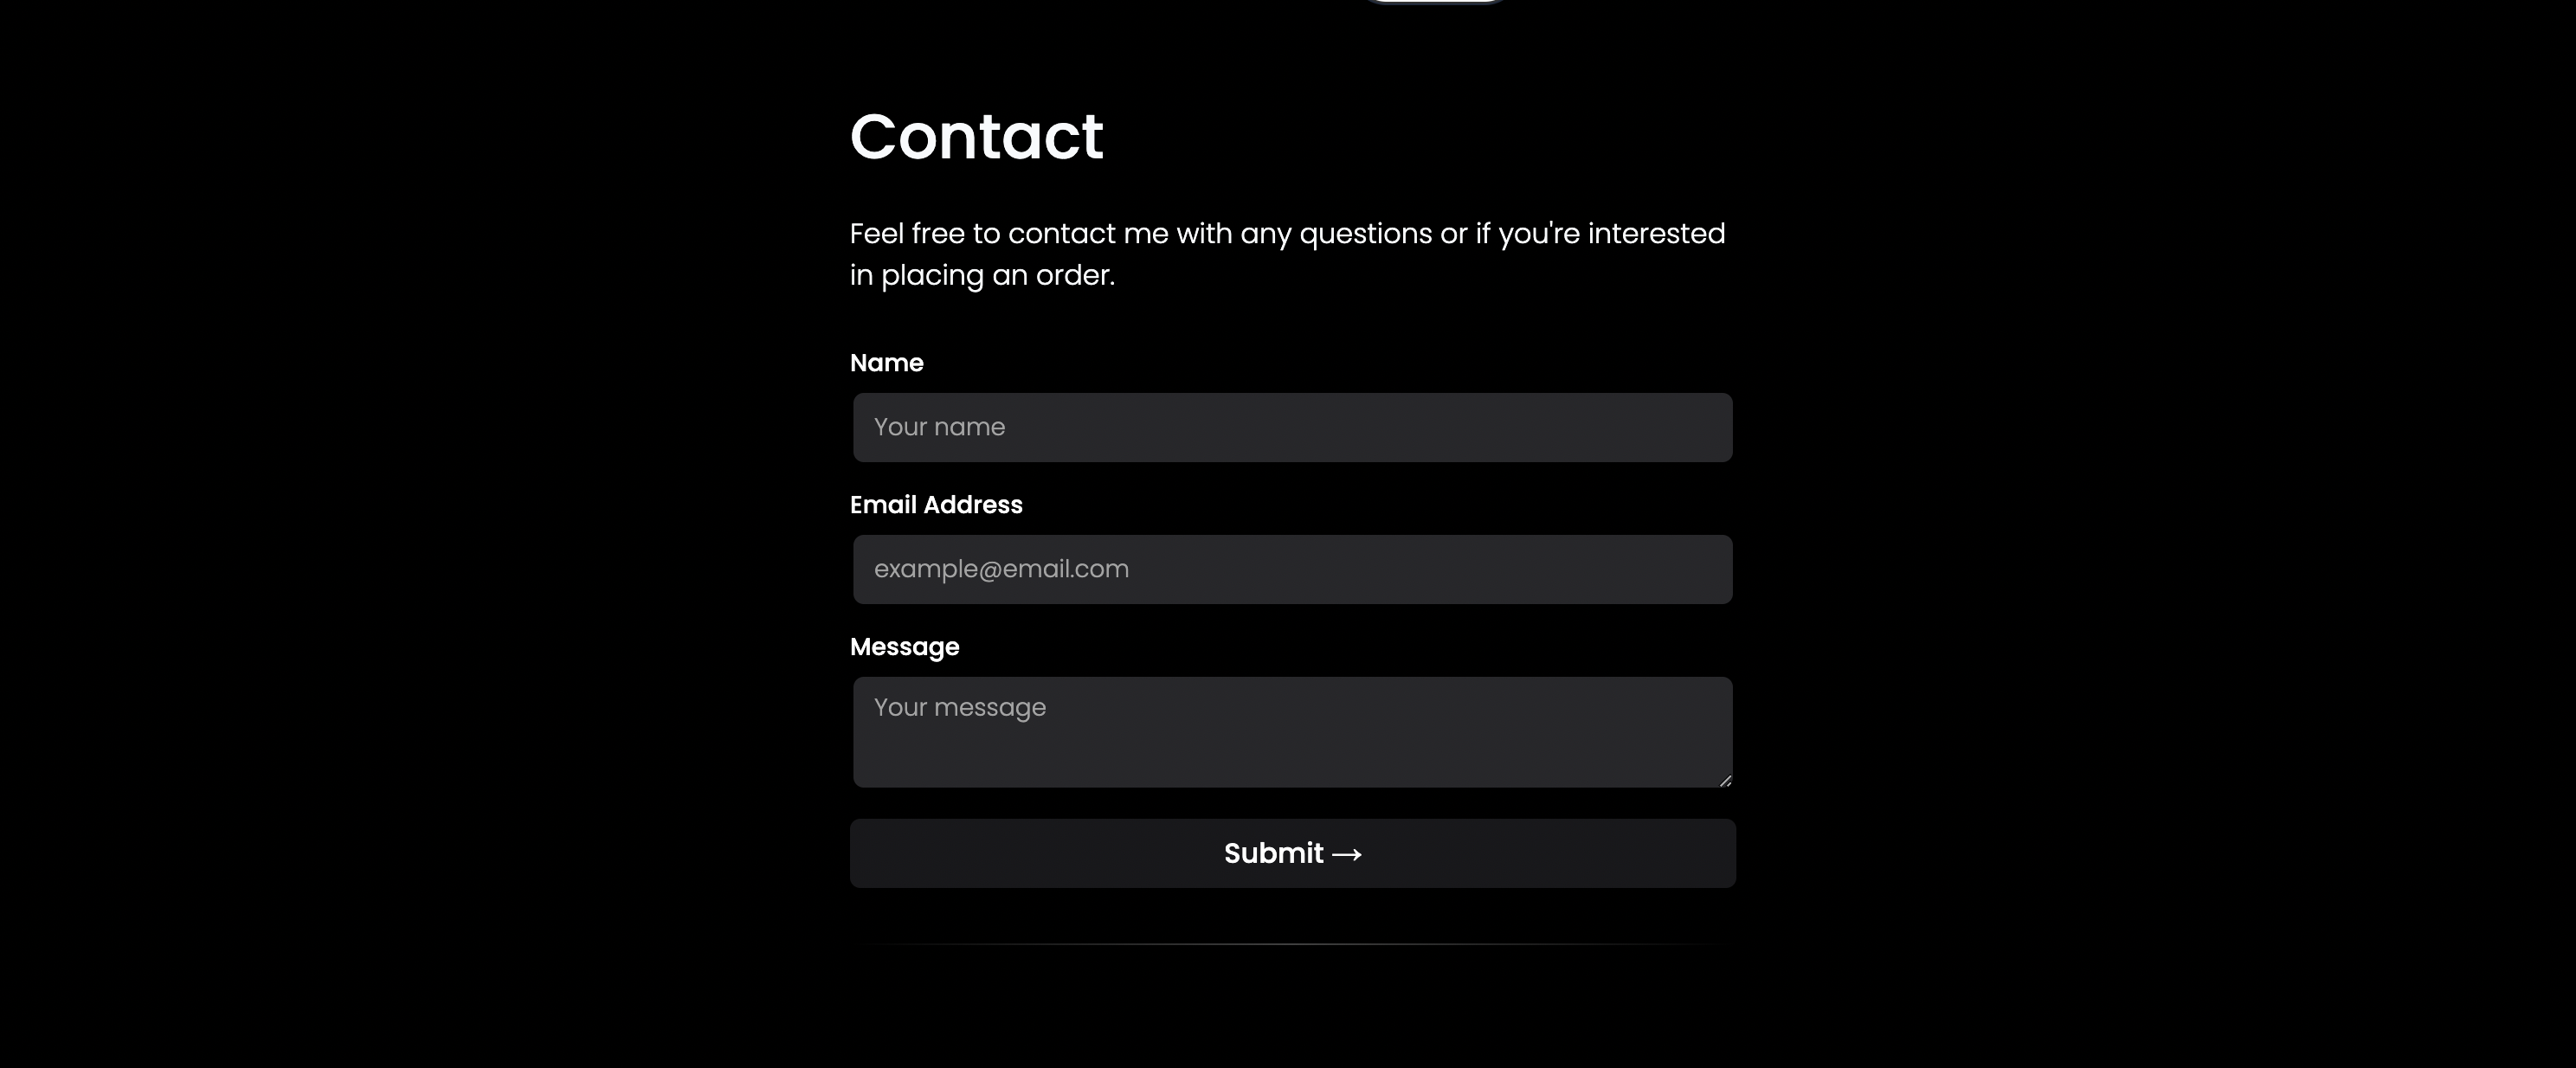 Contact
Feel free to contact me with any questions or if you're interested
in placing an order.
Name
Your name
Email Address
example@email.com
Message
Your message
Submit →